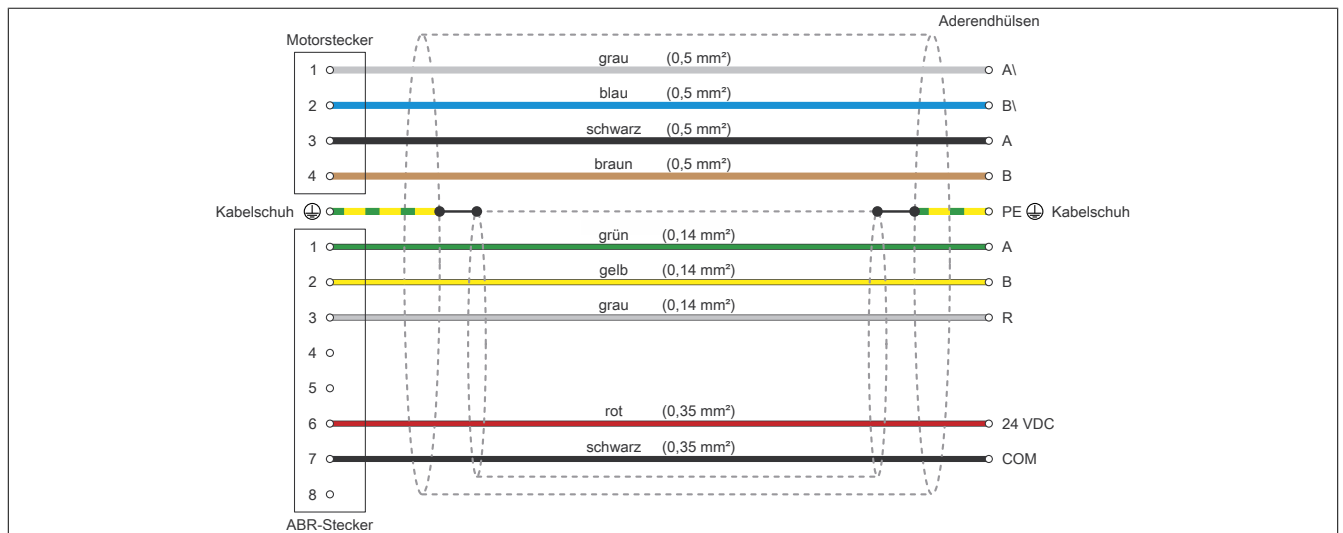 Aderendhülsen
Motorstecker
1 grau (0,5 mm²) A\
2 blau (0,5 mm²) B\
3 schwarz (0,5 mm²) A
4 braun (0,5 mm²) B
Kabelschuh PE Kabelschuh
1 grün (0,14 mm²) A
2 gelb (0,14 mm²) B
3 grau (0,14 mm²) R
4
5
6 rot (0,35 mm²) 24 VDC
7 schwarz (0,35 mm²) COM
8
ABR-Stecker